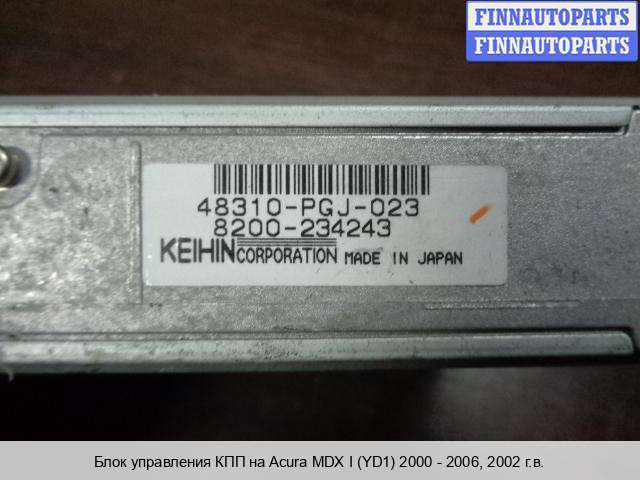 FINNAUTOPARTS
FINNAUTOPARTS
48310-PGJ-023
8200-234243
KEIHIN CORPORATION MADE IN JAPAN
Блок управления КПП на Acura MDX I (YD1) 2000 - 2006, 2002 г.в.